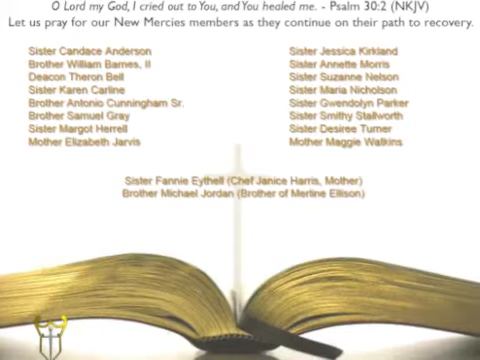 O Lord my God, I cried out to You, and You healed me. - Psalm 30:2 (NKJV)
Let us pray for our New Mercies members as they continue on their path to recovery.
Sister Candace Anderson
Brother William Barnes, II
Deacon Theron Bell
Sister Karen Carline
Brother Antonio Cunningham Sr.
Brother Samuel Gray
Sister Margot Herrell
Mother Elizabeth Jarvis
Sister Jessica Kirkland
Sister Annette Morris
Sister Suzanne Nelson
Sister Maria Nicholson
Sister Gwendolyn Parker
Sister Smithy Stallworth
Sister Desiree Turner
Mother Maggie Watkins
Sister Fannie Eythell (Chef Janice Harris, Mother)
Brother Michael Jordan (Brother of Merline Ellison)